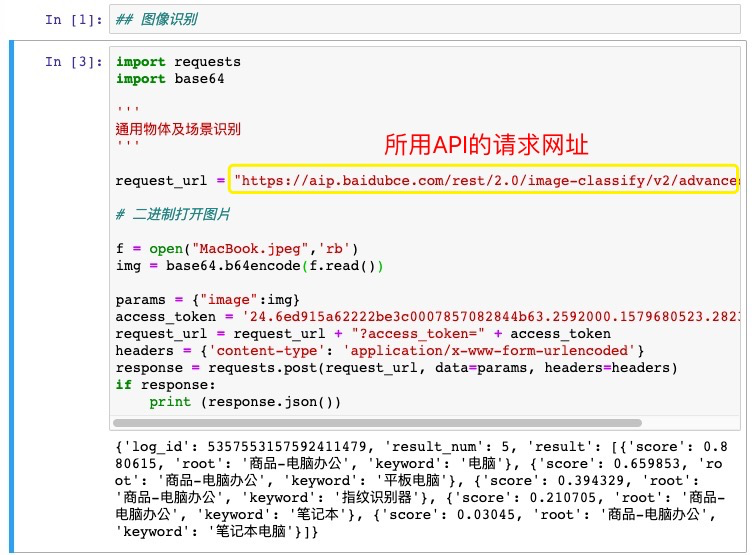 In [1]: ## 图像识别
In [3]: import requests
import base64
'''
通用物体及场景识别
'''
所用API的请求网址
request_url = "https://aip.baidubce.com/rest/2.0/image-classify/v2/advanced
# 二进制打开图片
f = open("MacBook.jpeg",'rb')
img = base64.b64encode(f.read())
params = {"image":img}
access_token = '24.6ed915a62222be3c0007857082844b63.2592000.1579680523.2823
request_url = request_url + "?access_token=" + access_token
headers = {'content-type': 'application/x-www-form-urlencoded'}
response = requests.post(request_url, data=params, headers=headers)
if response:
    print (response.json())
{'log_id': 5357553157592411479, 'result_num': 5, 'result': [{'score': 0.8
80615, 'root': '商品-电脑办公', 'keyword': '电脑'}, {'score': 0.659853, 'ro
ot': '商品-电脑办公', 'keyword': '平板电脑'}, {'score': 0.394329, 'root':
'商品-电脑办公', 'keyword': '指纹识别器'}, {'score': 0.210705, 'root': '商品-
电脑办公', 'keyword': '笔记本'}, {'score': 0.03045, 'root': '商品-电脑办公',
'keyword': '笔记本电脑'}]}